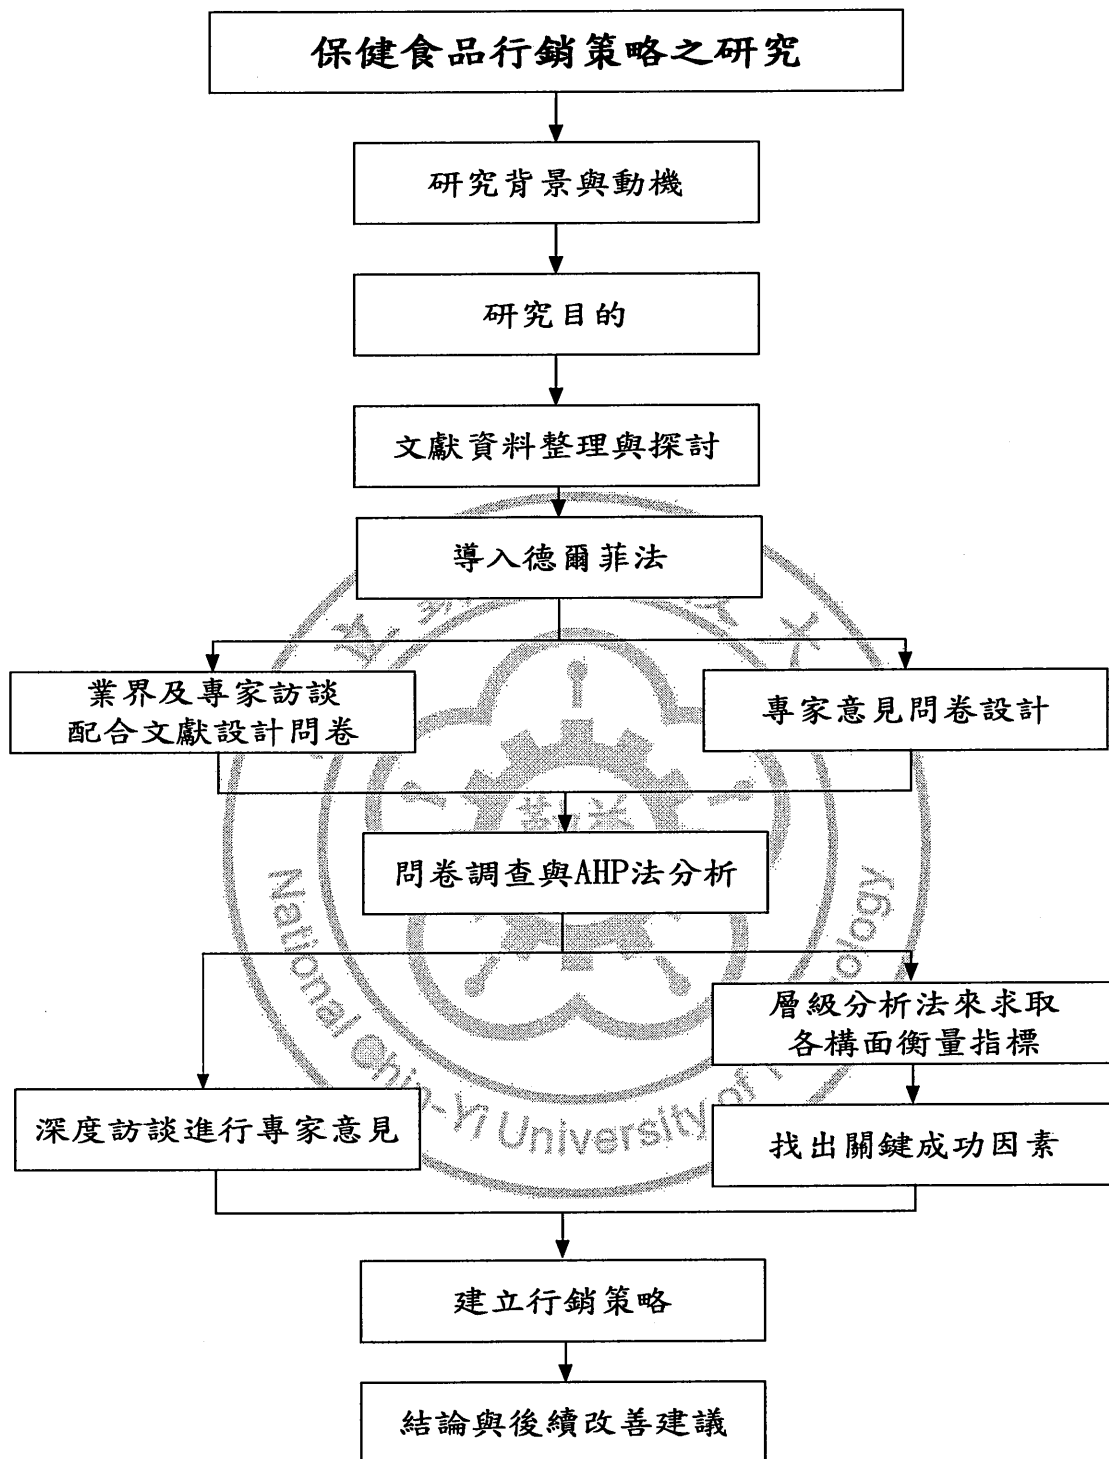 保健食品行銷策略之研究
研究背景與動機
研究目的
文獻資料整理與探討
導入德爾菲法
業界及專家訪談
配合文獻設計問卷
專家意見問卷設計
問卷調查與AHP法分析
層級分析法來求取
各構面衡量指標
深度訪談進行專家意見
找出關鍵成功因素
建立行銷策略
結論與後續改善建議
National Chin-Yi University of
ology